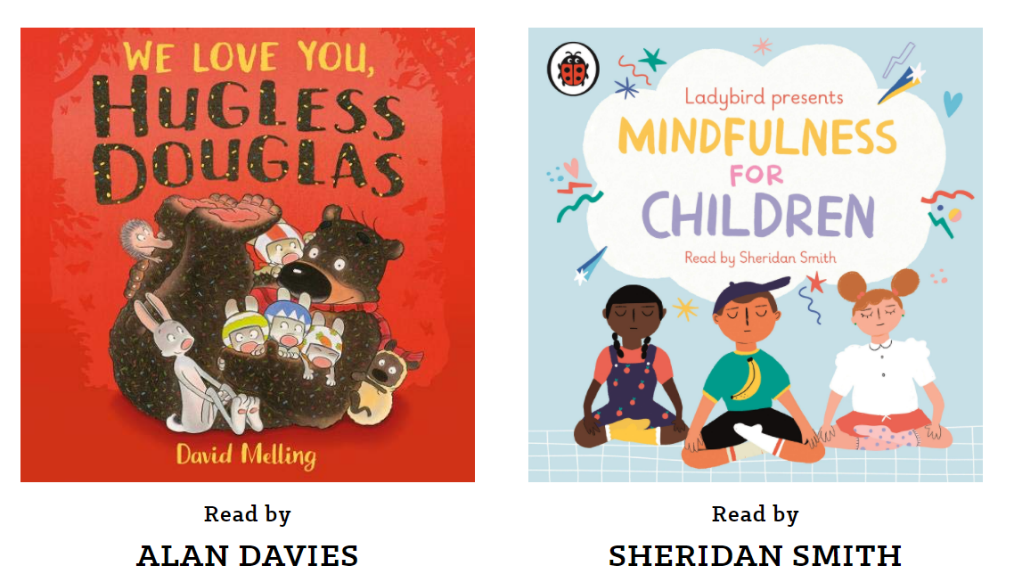 WE LOVE YOU,
HUGLESS
DOUGLAS
David Melling
Read by
ALAN DAVIES
Ladybird presents
MINDFULNESS
FOR
CHILDREN
Read by Sheridan Smith
Read by
SHERIDAN SMITH